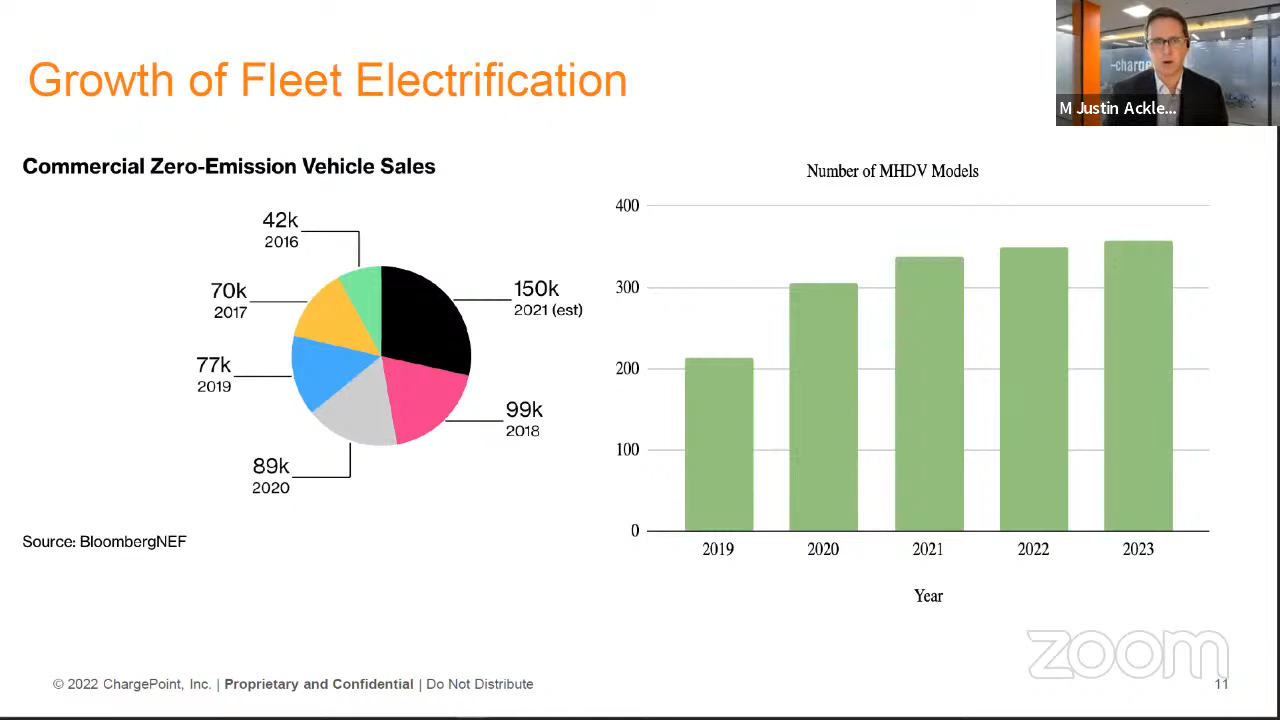 Growth of Fleet Electrification
-charge
M Justin Ackle...
Commercial Zero-Emission Vehicle Sales
42k
2016
70k
2017
77k
2019
89k
2020
150k
2021 (est)
99k
2018
Source: BloombergNEF
Number of MHDV Models
400
300
200
100
0
2019 2020 2021 2022 2023
Year
zoom
© 2022 ChargePoint, Inc. | Proprietary and Confidential | Do Not Distribute
11